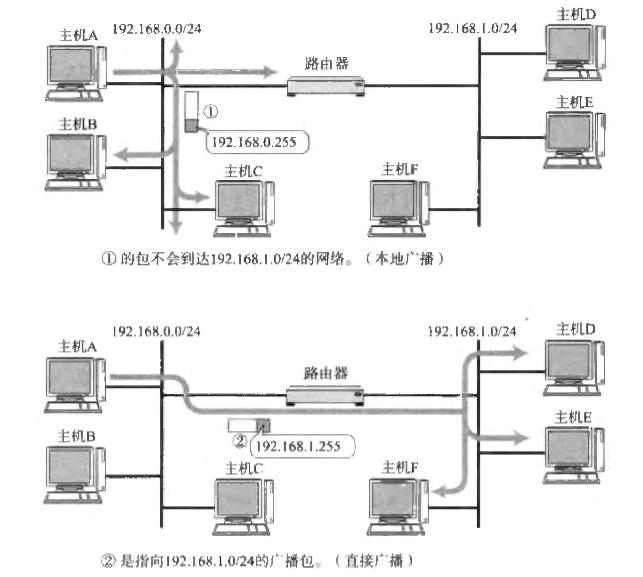 主机A
192.168.0.0/24
192.168.1.0/24
主机D
路由器
主机B
①
192.168.0.255
主机E
主机C
主机F
①的包不会到达192.168.1.0/24的网络。（本地广播）
主机A
192.168.0.0/24
192.168.1.0/24
主机D
路由器
主机B
②
192.168.1.255
主机E
主机C
主机F
②是指向192.168.1.0/24的广播包。（直接广播）